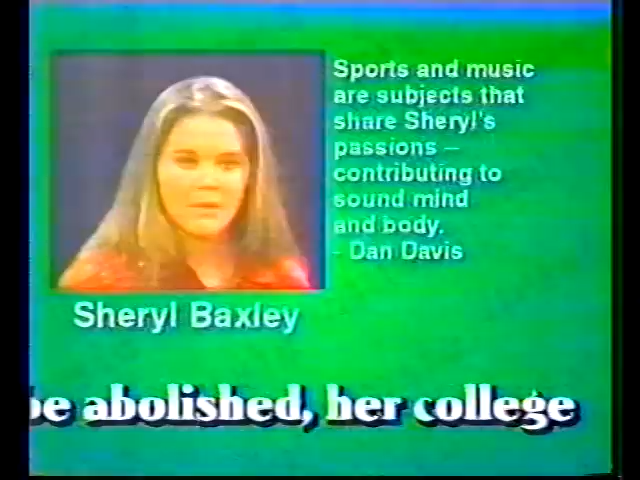 Sports and music
are subjects that
share Sheryl's
passions –
contributing to
sound mind
and body.
- Dan Davis
Sheryl Baxley
be abolished, her college